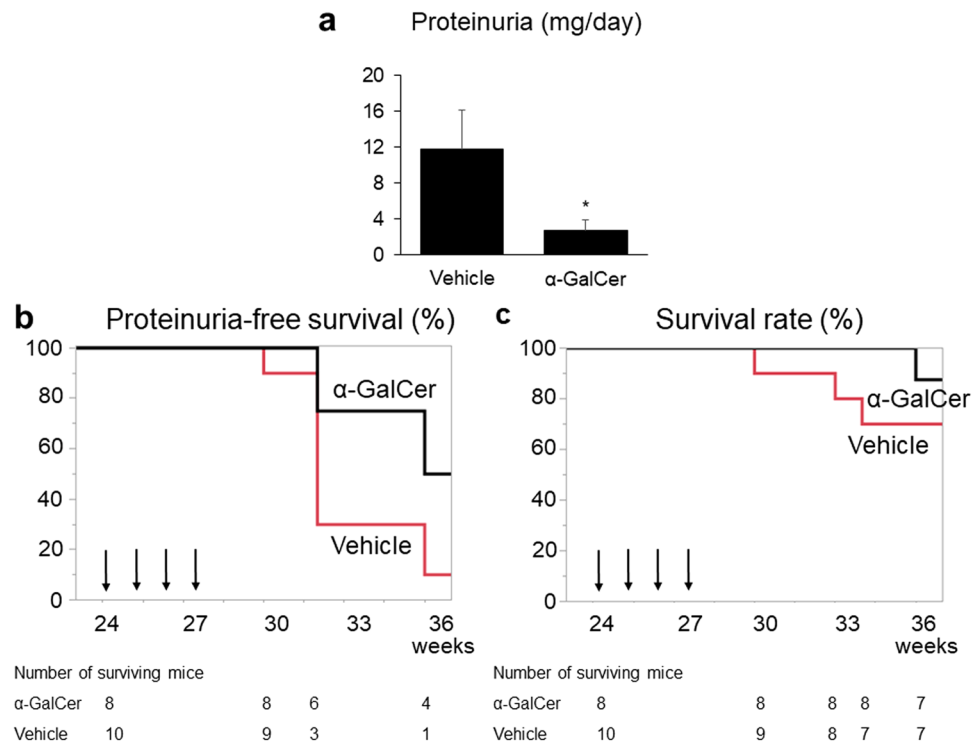 a Proteinuria (mg/day)
20
16
12
8
4
0
*
Vehicle α-GalCer
b Proteinuria-free survival (%)
100
80
60
40
20
0
α-GalCer
Vehicle
24 27 30 33 36
weeks
Number of surviving mice
α-GalCer 8 8 6 4
Vehicle 10 9 3 1
c Survival rate (%)
100
80
60
40
20
0
α-GalCer
Vehicle
24 27 30 33 36
weeks
Number of surviving mice
α-GalCer 8 8 8 8 7
Vehicle 10 9 8 7 7